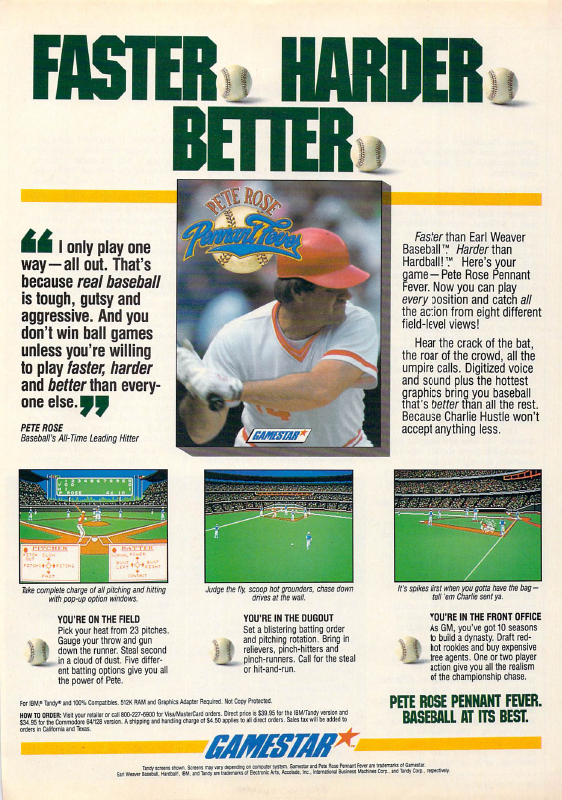 FASTER. HARDER.
BETTER.
PETE ROSE
Pennant Fever
GAMESTAR
“I only play one
way — all out. That's
because real baseball
is tough, gutsy and
aggressive. And you
don't win ball games
unless you're willing
to play faster, harder
and better than every-
one else.”
PETE ROSE
Baseball's All-Time Leading Hitter
Faster than Earl Weaver
Baseball™ Harder than
Hardball!™ Here's your
game — Pete Rose Pennant
Fever. Now you can play
every position and catch all
the action from eight different
field-level views!
Hear the crack of the bat,
the roar of the crowd, all the
umpire calls. Digitized voice
and sound plus the hottest
graphics bring you baseball
that's better than all the rest.
Because Charlie Hustle won't
accept anything less.
PITCHER
BATTER
Take complete charge of all pitching and hitting
with pop-up option windows.
Judge the fly, scoop hot grounders, chase down
drives at the wall.
It's spikes first when you gotta have the bag —
tell 'em Charlie sent ya.
YOU'RE ON THE FIELD
Pick your heat from 23 pitches.
Gauge your throw and gun
down the runner. Steal second
in a cloud of dust. Five differ-
ent batting options give you all
the power of Pete.
YOU'RE IN THE DUGOUT
Set a blistering batting order
and pitching rotation. Bring in
relievers, pinch-hitters and
pinch-runners. Call for the steal
or hit-and-run.
YOU'RE IN THE FRONT OFFICE
As GM, you've got 10 seasons
to build a dynasty. Draft red-
hot rookies and buy expensive
free agents. One or two player
action give you all the realism
of the championship chase.
For IBM,® Tandy® and 100% Compatibles. 512K RAM and Graphics Adapter Required. Not Copy Protected.
HOW TO ORDER: Visit your retailer or call 800-227-6900 for Visa/MasterCard orders. Direct price is $39.95 for the IBM/Tandy version and
$34.95 for the Commodore 64/128 version. A shipping and handling charge of $4.50 applies to all direct orders. Sales tax will be added to
orders in California and Texas.
PETE ROSE PENNANT FEVER.
BASEBALL AT ITS BEST.
GAMESTAR
Tandy screens shown. Screens may vary depending on computer system. Gamestar and Pete Rose Pennant Fever are trademarks of Gamestar.
Earl Weaver Baseball, Hardball!, IBM, and Tandy are trademarks of Electronic Arts, Accolade, Inc., International Business Machines Corp., and Tandy Corp., respectively.